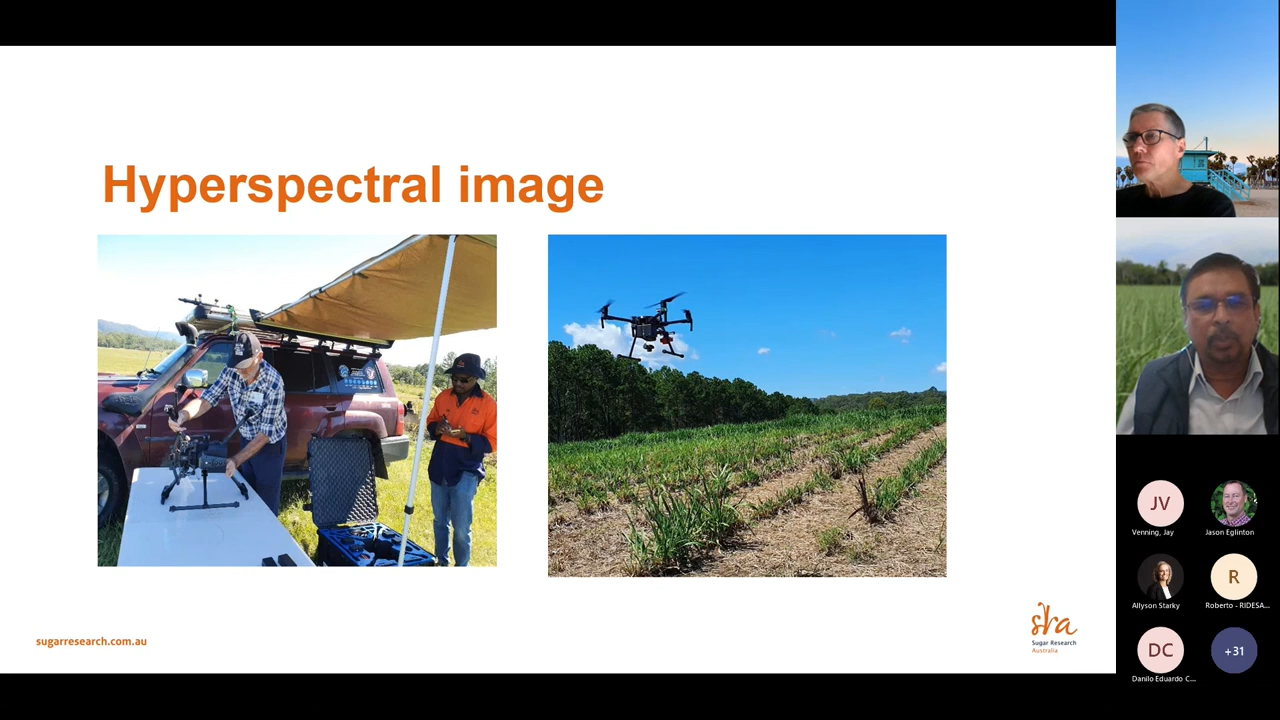 Hyperspectral image
sugarresearch.com.au
sra
Sugar Research
Australia
JV
Venning, Jay
Jason Eglinton
Allyson Starky
R
Roberto - RIDESA...
DC
Danilo Eduardo C...
+31